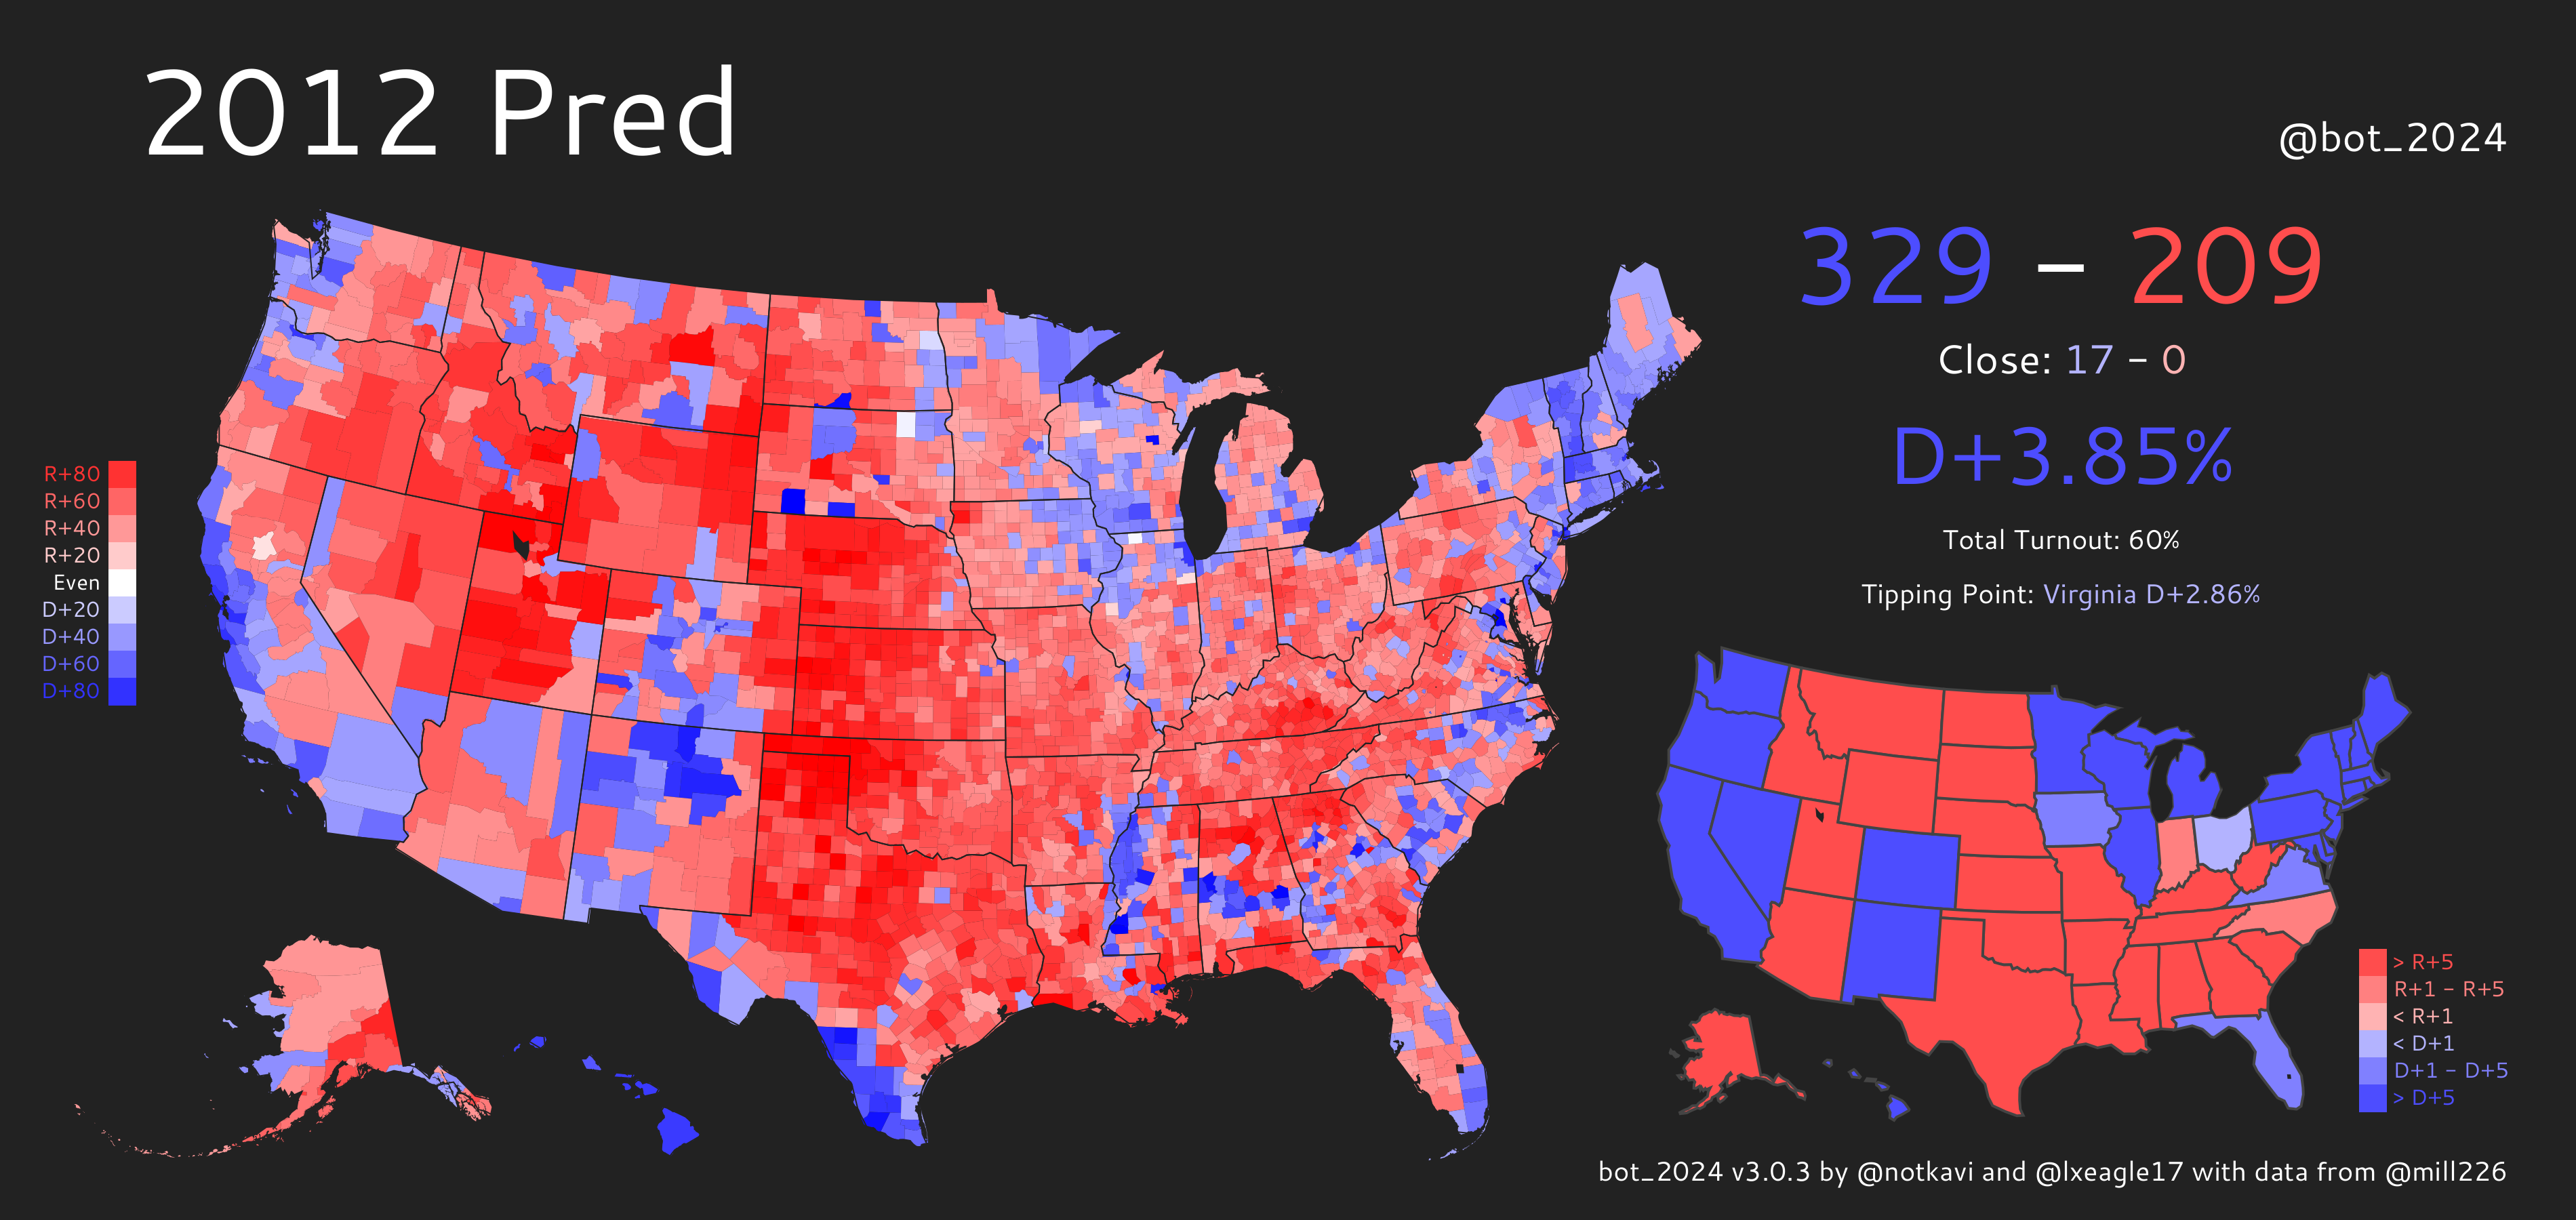 2012 Pred
@bot_2024
329 - 209
Close: 17 - 0
D+3.85%
Total Turnout: 60%
Tipping Point: Virginia D+2.86%
R+80
R+60
R+40
R+20
Even
D+20
D+40
D+60
D+80
> R+5
R+1 - R+5
< R+1
< D+1
D+1 - D+5
> D+5
bot_2024 v3.0.3 by @notkavi and @lxeagle17 with data from @mill226